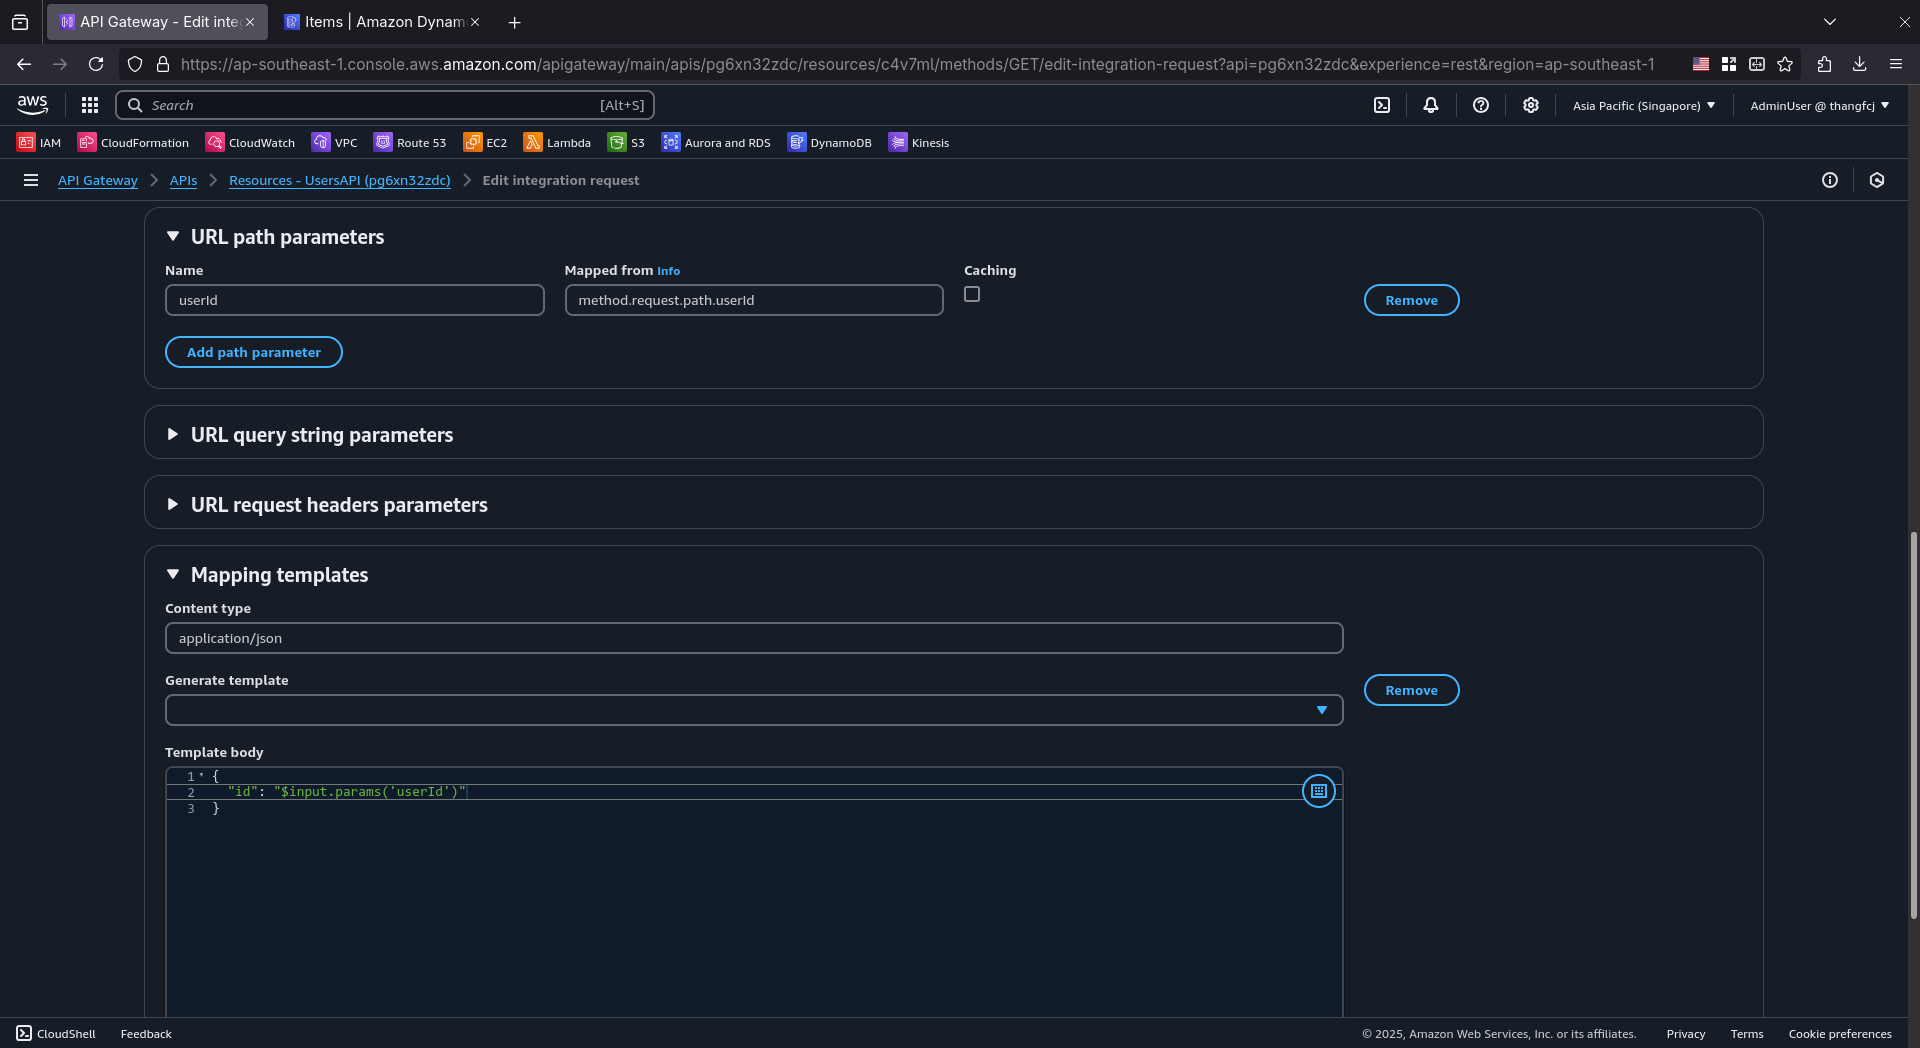 API Gateway - Edit inte
Items | Amazon Dynam
https://ap-southeast-1.console.aws.amazon.com/apigateway/main/apis/pg6xn32zdc/resources/c4v7ml/methods/GET/edit-integration-request?api=pg6xn32zdc&experience=rest&region=ap-southeast-1
aws
Search
[Alt+S]
Asia Pacific (Singapore)
AdminUser @ thangfcj
IAM
CloudFormation
CloudWatch
VPC
Route 53
EC2
Lambda
S3
Aurora and RDS
DynamoDB
Kinesis
API Gateway
APIs
Resources - UsersAPI (pg6xn32zdc)
Edit integration request
URL path parameters
Name
Mapped from Info
Caching
userId
method.request.path.userId
Remove
Add path parameter
URL query string parameters
URL request headers parameters
Mapping templates
Content type
application/json
Generate template
Remove
Template body
1 {
2 "id": "$input.params('userId')"
3 }
CloudShell
Feedback
© 2025, Amazon Web Services, Inc. or its affiliates.
Privacy
Terms
Cookie preferences